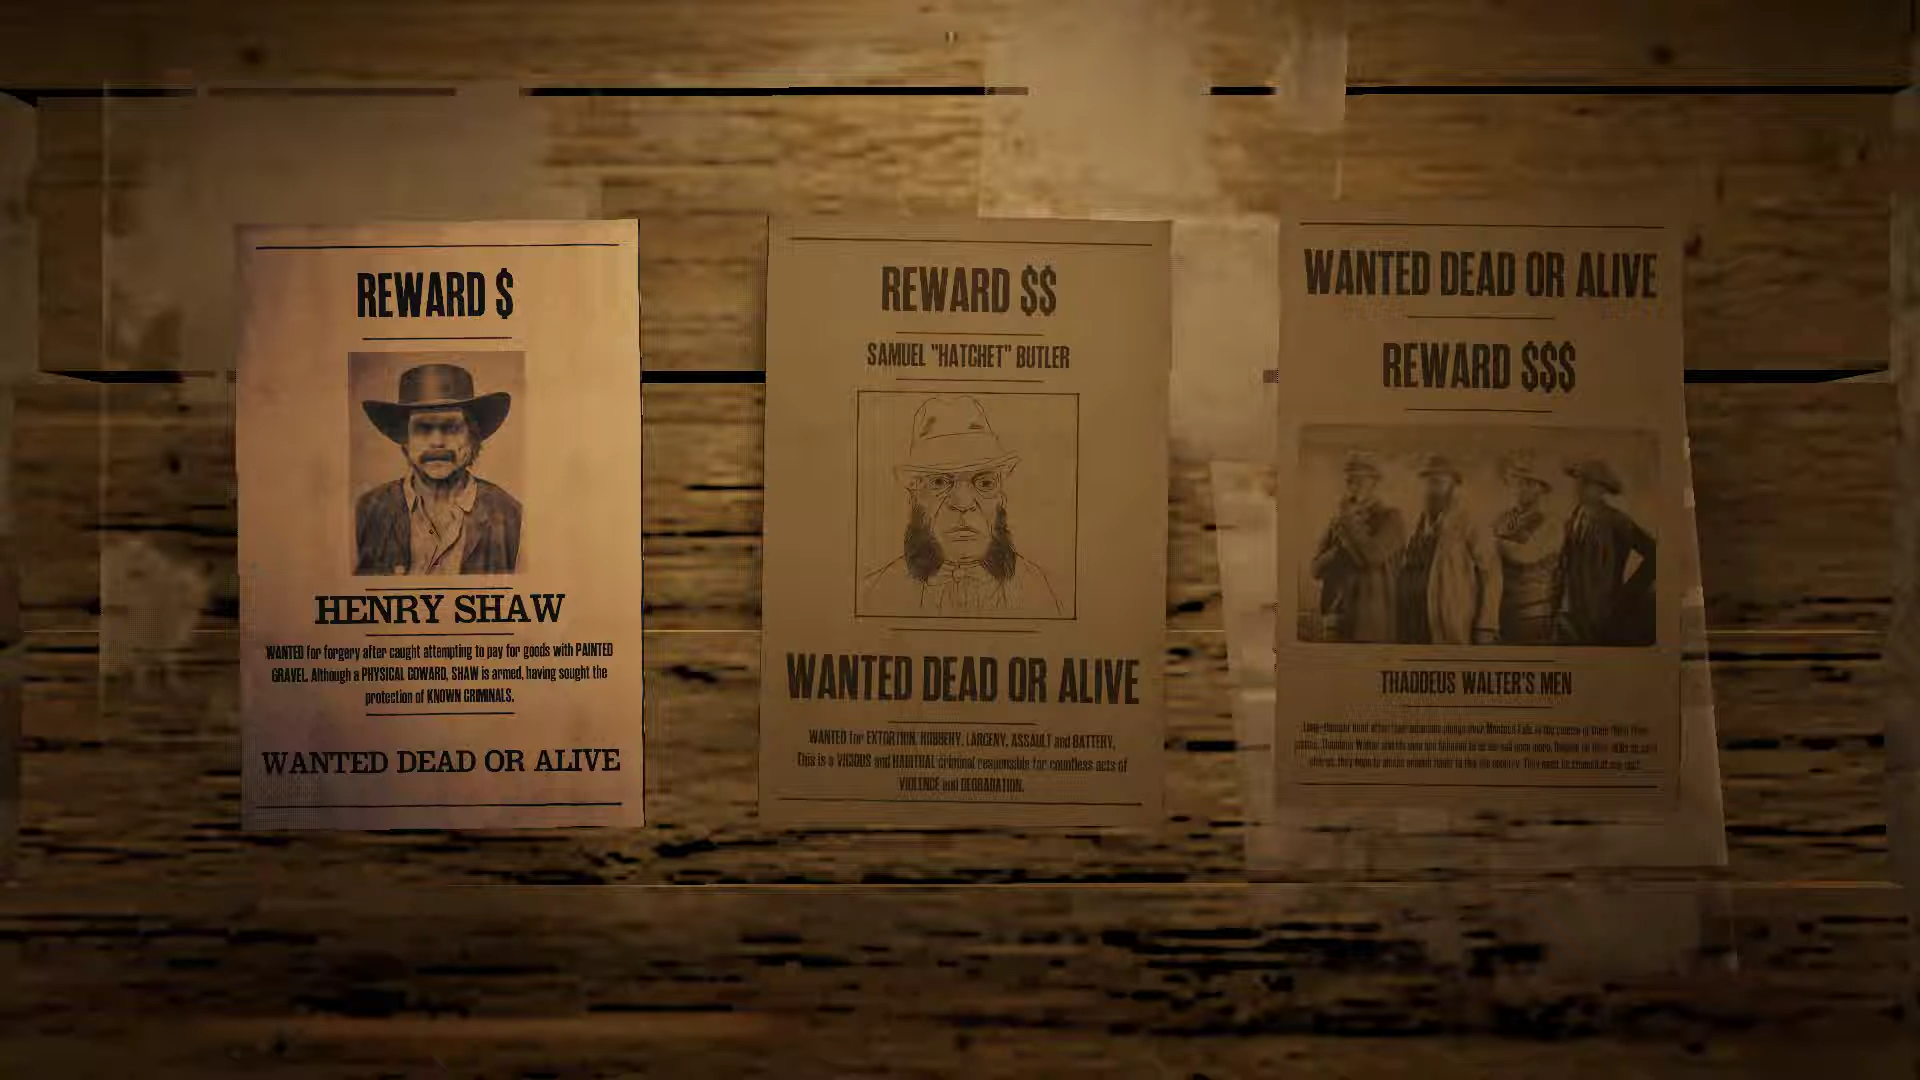 REWARD $
HENRY SHAW
WANTED for forgery after caught attempting to pay for goods with PAINTED
GRAVEL. Although a PHYSICAL COWARD, SHAW is armed, having sought the
protection of KNOWN CRIMINALS.
WANTED DEAD OR ALIVE
REWARD $$
SAMUEL "HATCHET" BUTLER
WANTED DEAD OR ALIVE
WANTED for EXTORTION, ROBBERY, LARCENY, ASSAULT and BATTERY,
This is a VICIOUS and HABITUAL criminal responsible for countless acts of
VIOLENCE and DEGRADATION.
WANTED DEAD OR ALIVE
REWARD $$$
THADDEUS WALTER'S MEN